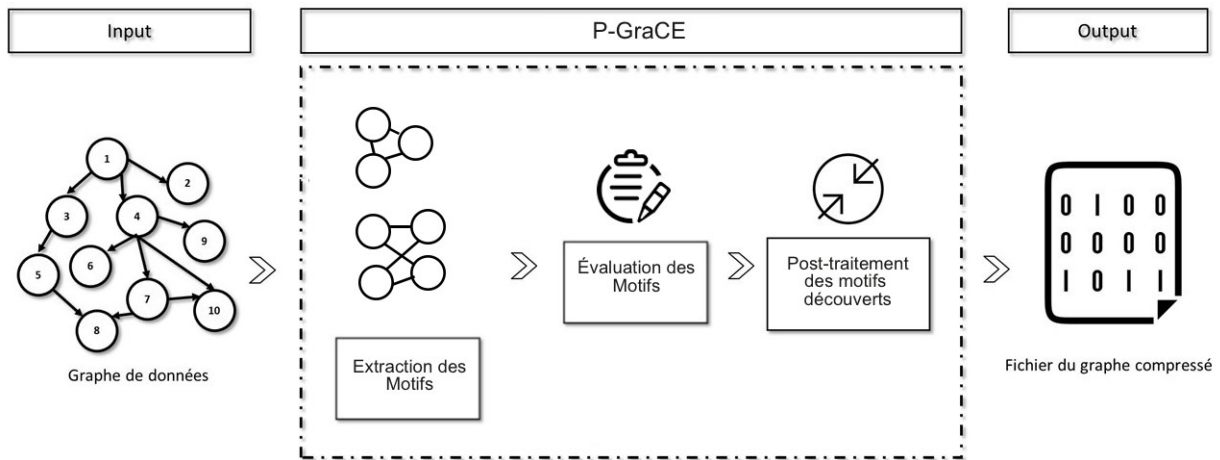 Input
P-GraCE
Output
1
2
3
4
9
6
5
7
10
8
Graphe de données
Extraction des
Motifs
Évaluation des
Motifs
Post-traitement
des motifs
découverts
0 1 0 0
0 0 0 0
1 0 1 1
Fichier du graphe compressé